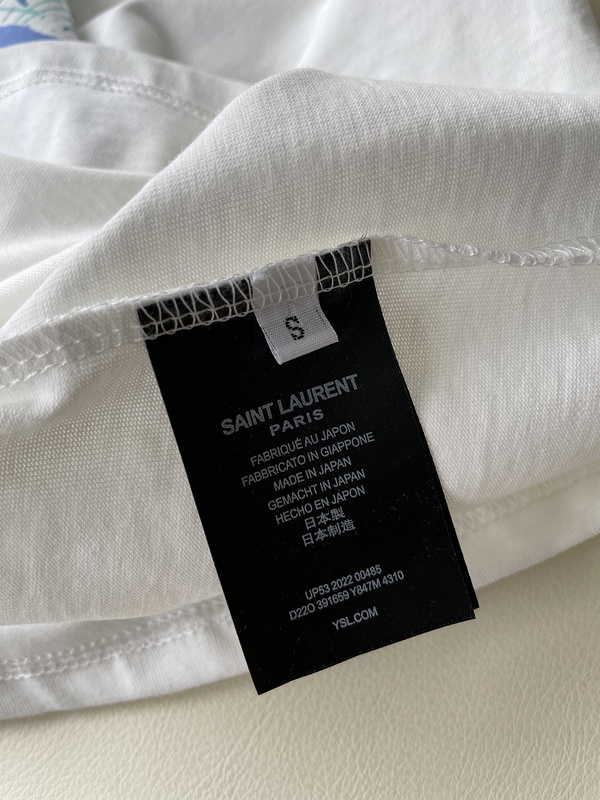 S
SAINT LAURENT
PARIS
FABRIQUÉ AU JAPON
FABBRICATO IN GIAPPONE
MADE IN JAPAN
GEMACHT IN JAPAN
HECHO EN JAPON
日本製
日本制造
UP53 2022 00485
D22O 391659 Y847M 4310
YSL.COM